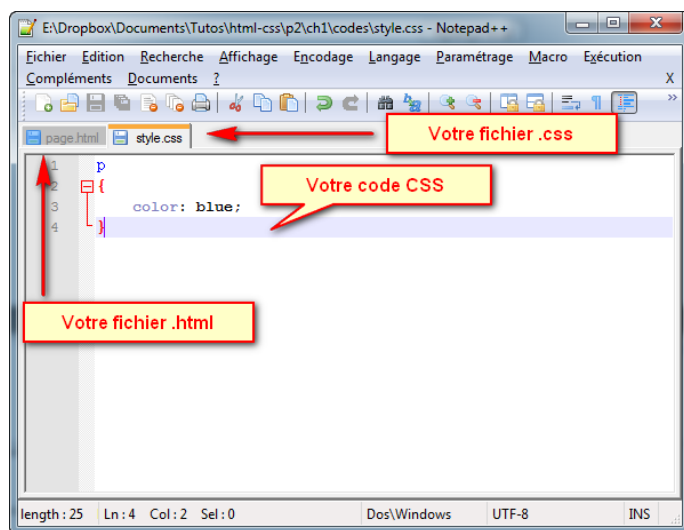 E:\Dropbox\Documents\Tutos\html-css\p2\ch1\codes\style.css - Notepad++
Fichier Edition Recherche Affichage Encodage Langage Paramétrage Macro Exécution
Compléments Documents ? X
»
page.html style.css
Votre fichier .css
1 p
2 {
Votre code CSS
3 color: blue;
4 }
Votre fichier .html
length : 25 Ln : 4 Col : 2 Sel : 0 Dos\Windows UTF-8 INS